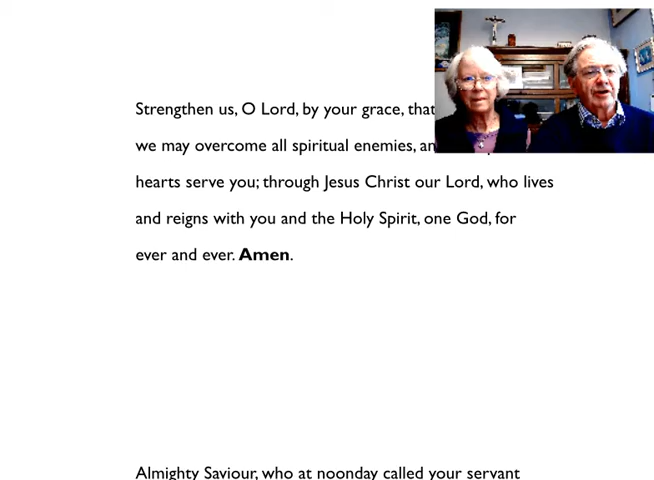 Strengthen us, O Lord, by your grace, that
we may overcome all spiritual enemies,
hearts serve you; through Jesus Christ our Lord, who lives
and reigns with you and the Holy Spirit, one God, for
ever and ever. Amen.
Almighty Saviour, who at noonday called your servant